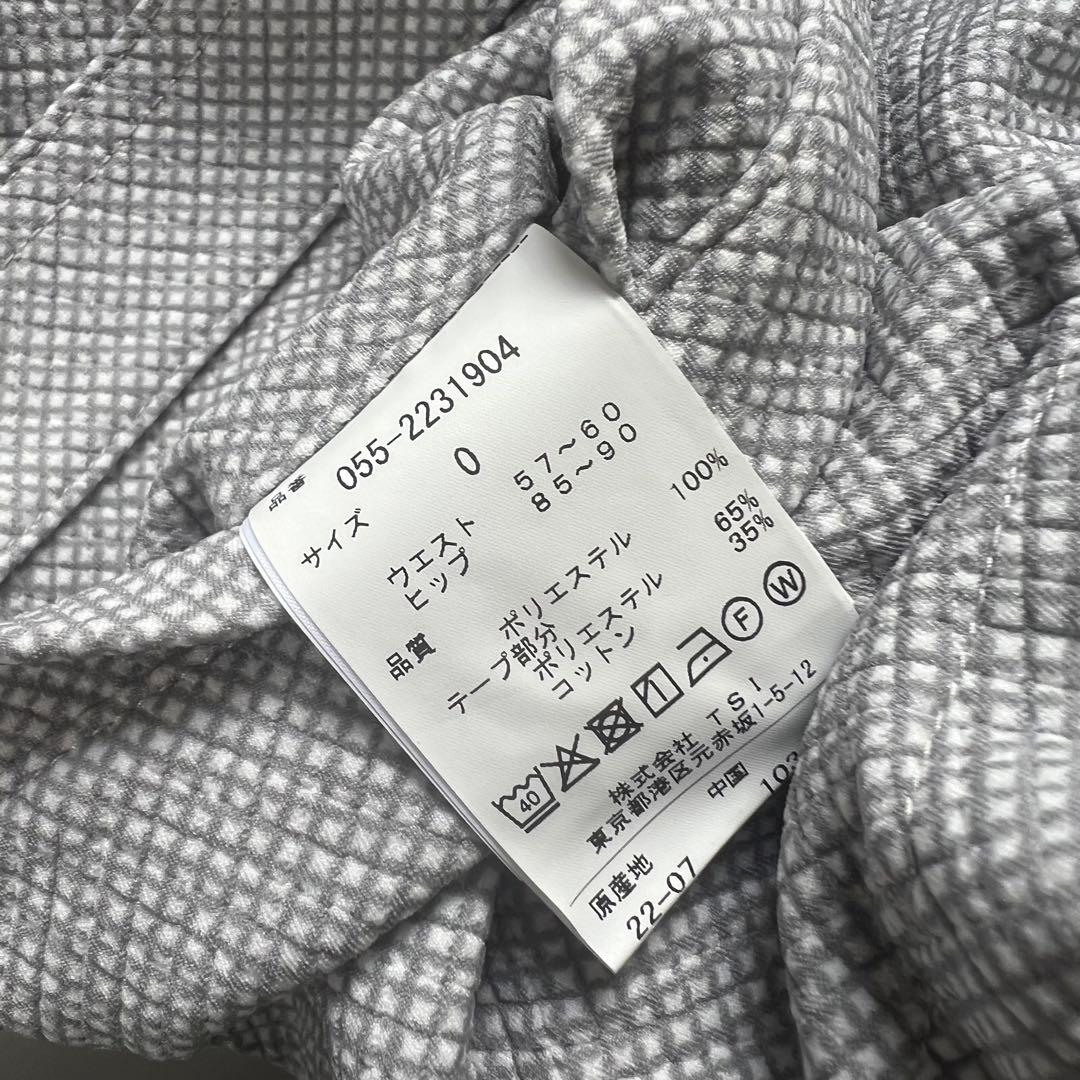 品番 055-2231904
サイズ 0
ウエスト 57～60
ヒップ 85～90
品質 ポリエステル 100%
テープ部分
ポリエステル 65%
コットン 35%
40 F W
株式会社 TSI
東京都港区元赤坂1-5-12
原産地 中国
22-07 103